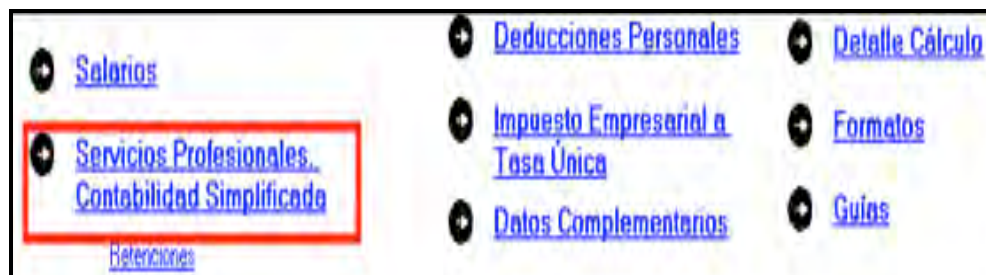 Salarios
Servicios Profesionales.
Contabilidad Simplificada
Retenciones
Deducciones Personales
Impuesto Empresarial a
Tasa Única
Datos Complementarios
Detalle Cálculo
Formatos
Guías